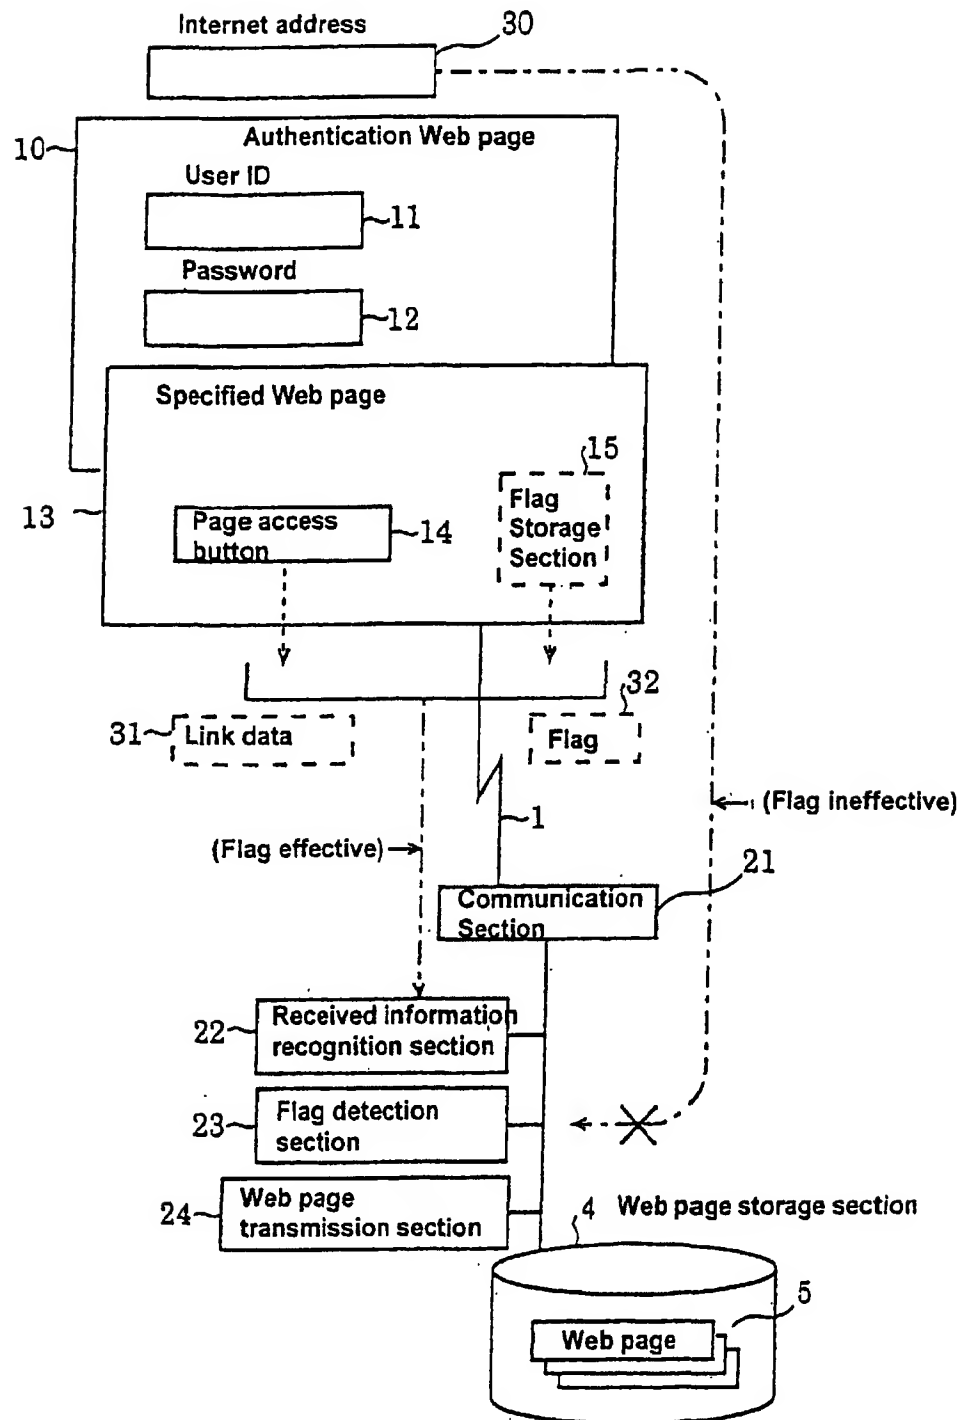 Internet address
30
10
Authentication Web page
User ID
11
Password
12
Specified Web page
15
13
Page access
button
14
Flag
Storage
Section
31
Link data
32
Flag
(Flag ineffective)
1
(Flag effective)
21
Communication
Section
22
Received information
recognition section
23
Flag detection
section
24
Web page
transmission section
4
Web page storage section
5
Web page